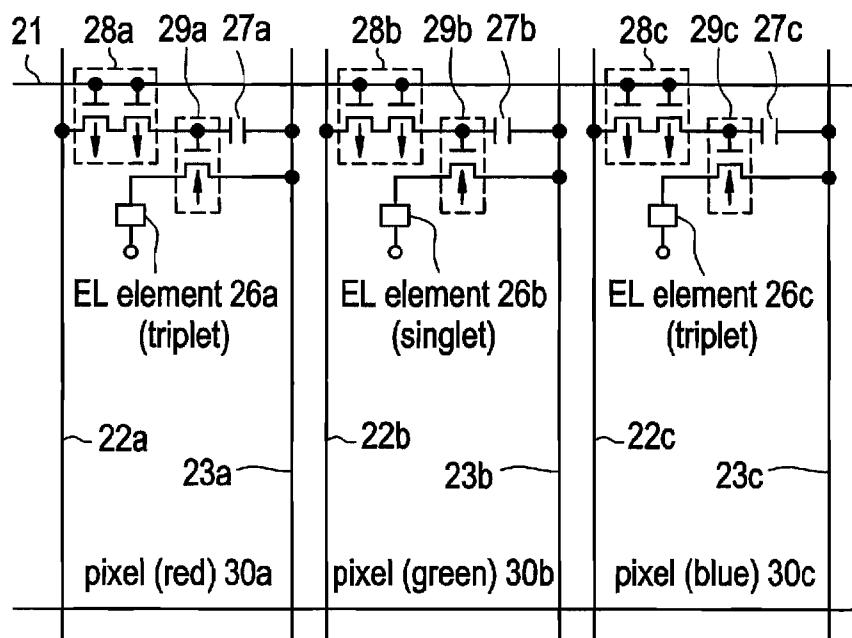 21 28a 29a 27a 28b 29b 27b 28c 29c 27c
EL element 26a
(triplet)
EL element 26b
(singlet)
EL element 26c
(triplet)
22a 22b 22c
23a 23b 23c
pixel (red) 30a pixel (green) 30b pixel (blue) 30c